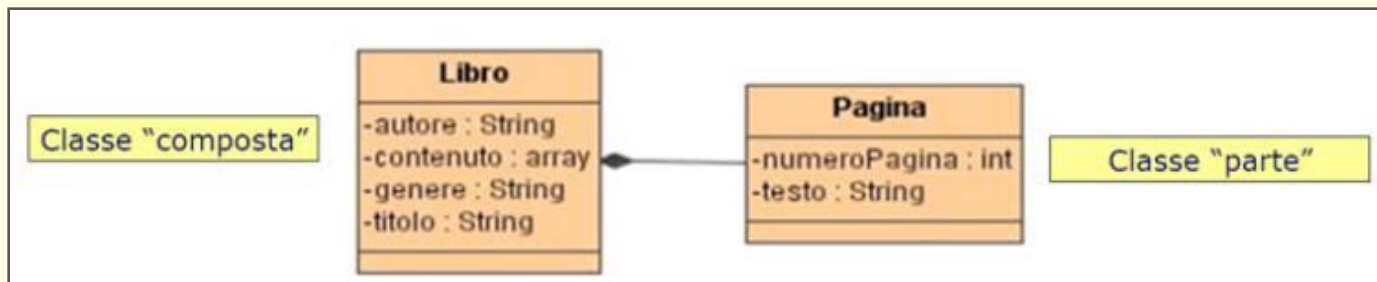 Classe "composta"
Libro
-autore : String
-contenuto : array
-genere : String
-titolo : String
Pagina
-numeroPagina : int
-testo : String
Classe "parte"